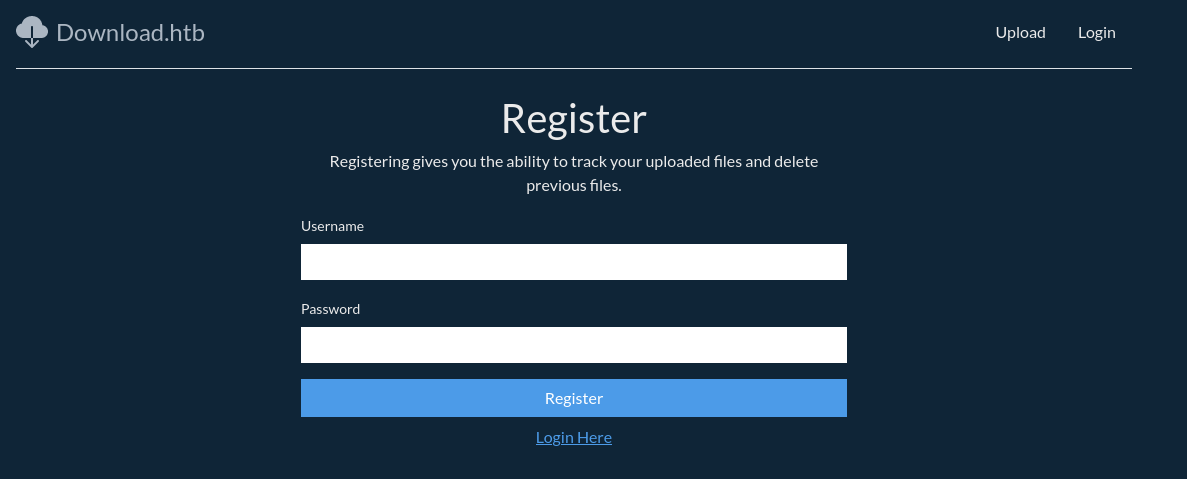 Download.htb
Upload
Login
Register
Registering gives you the ability to track your uploaded files and delete
previous files.
Username
Password
Register
Login Here